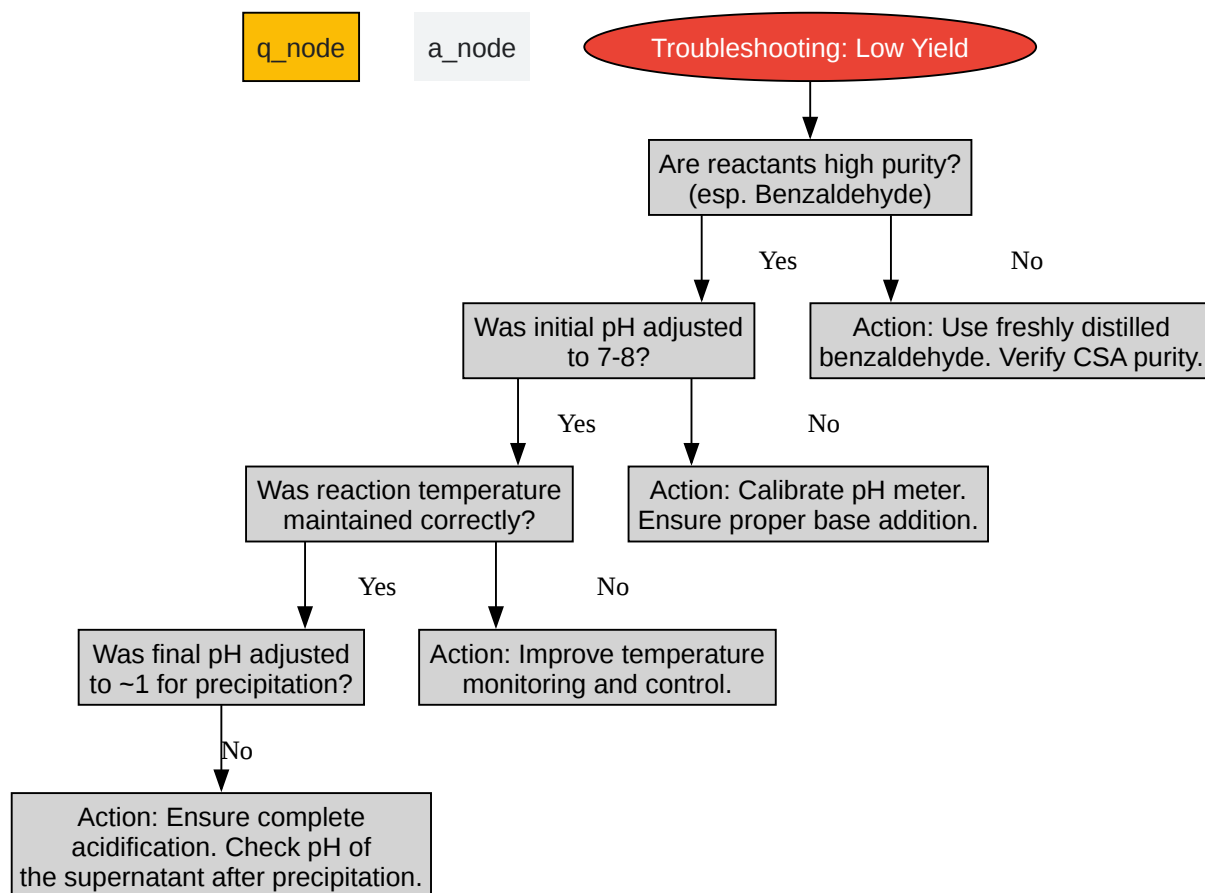 q_node
a_node
Troubleshooting: Low Yield
Are reactants high purity?
(esp. Benzaldehyde)
Yes
No
Was initial pH adjusted
to 7-8?
Action: Use freshly distilled
benzaldehyde. Verify CSA purity.
Yes
No
Was reaction temperature
maintained correctly?
Action: Calibrate pH meter.
Ensure proper base addition.
Yes
No
Was final pH adjusted
to ~1 for precipitation?
Action: Improve temperature
monitoring and control.
No
Action: Ensure complete
acidification. Check pH of
the supernatant after precipitation.